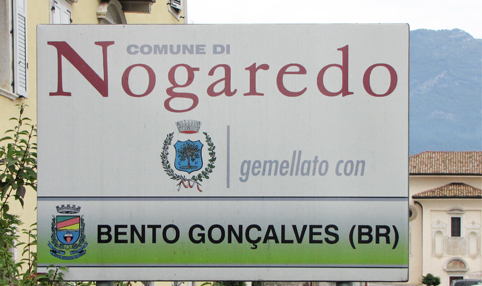 COMUNE DI
Nogaredo
gemellato con
BENTO GONÇALVES (BR)